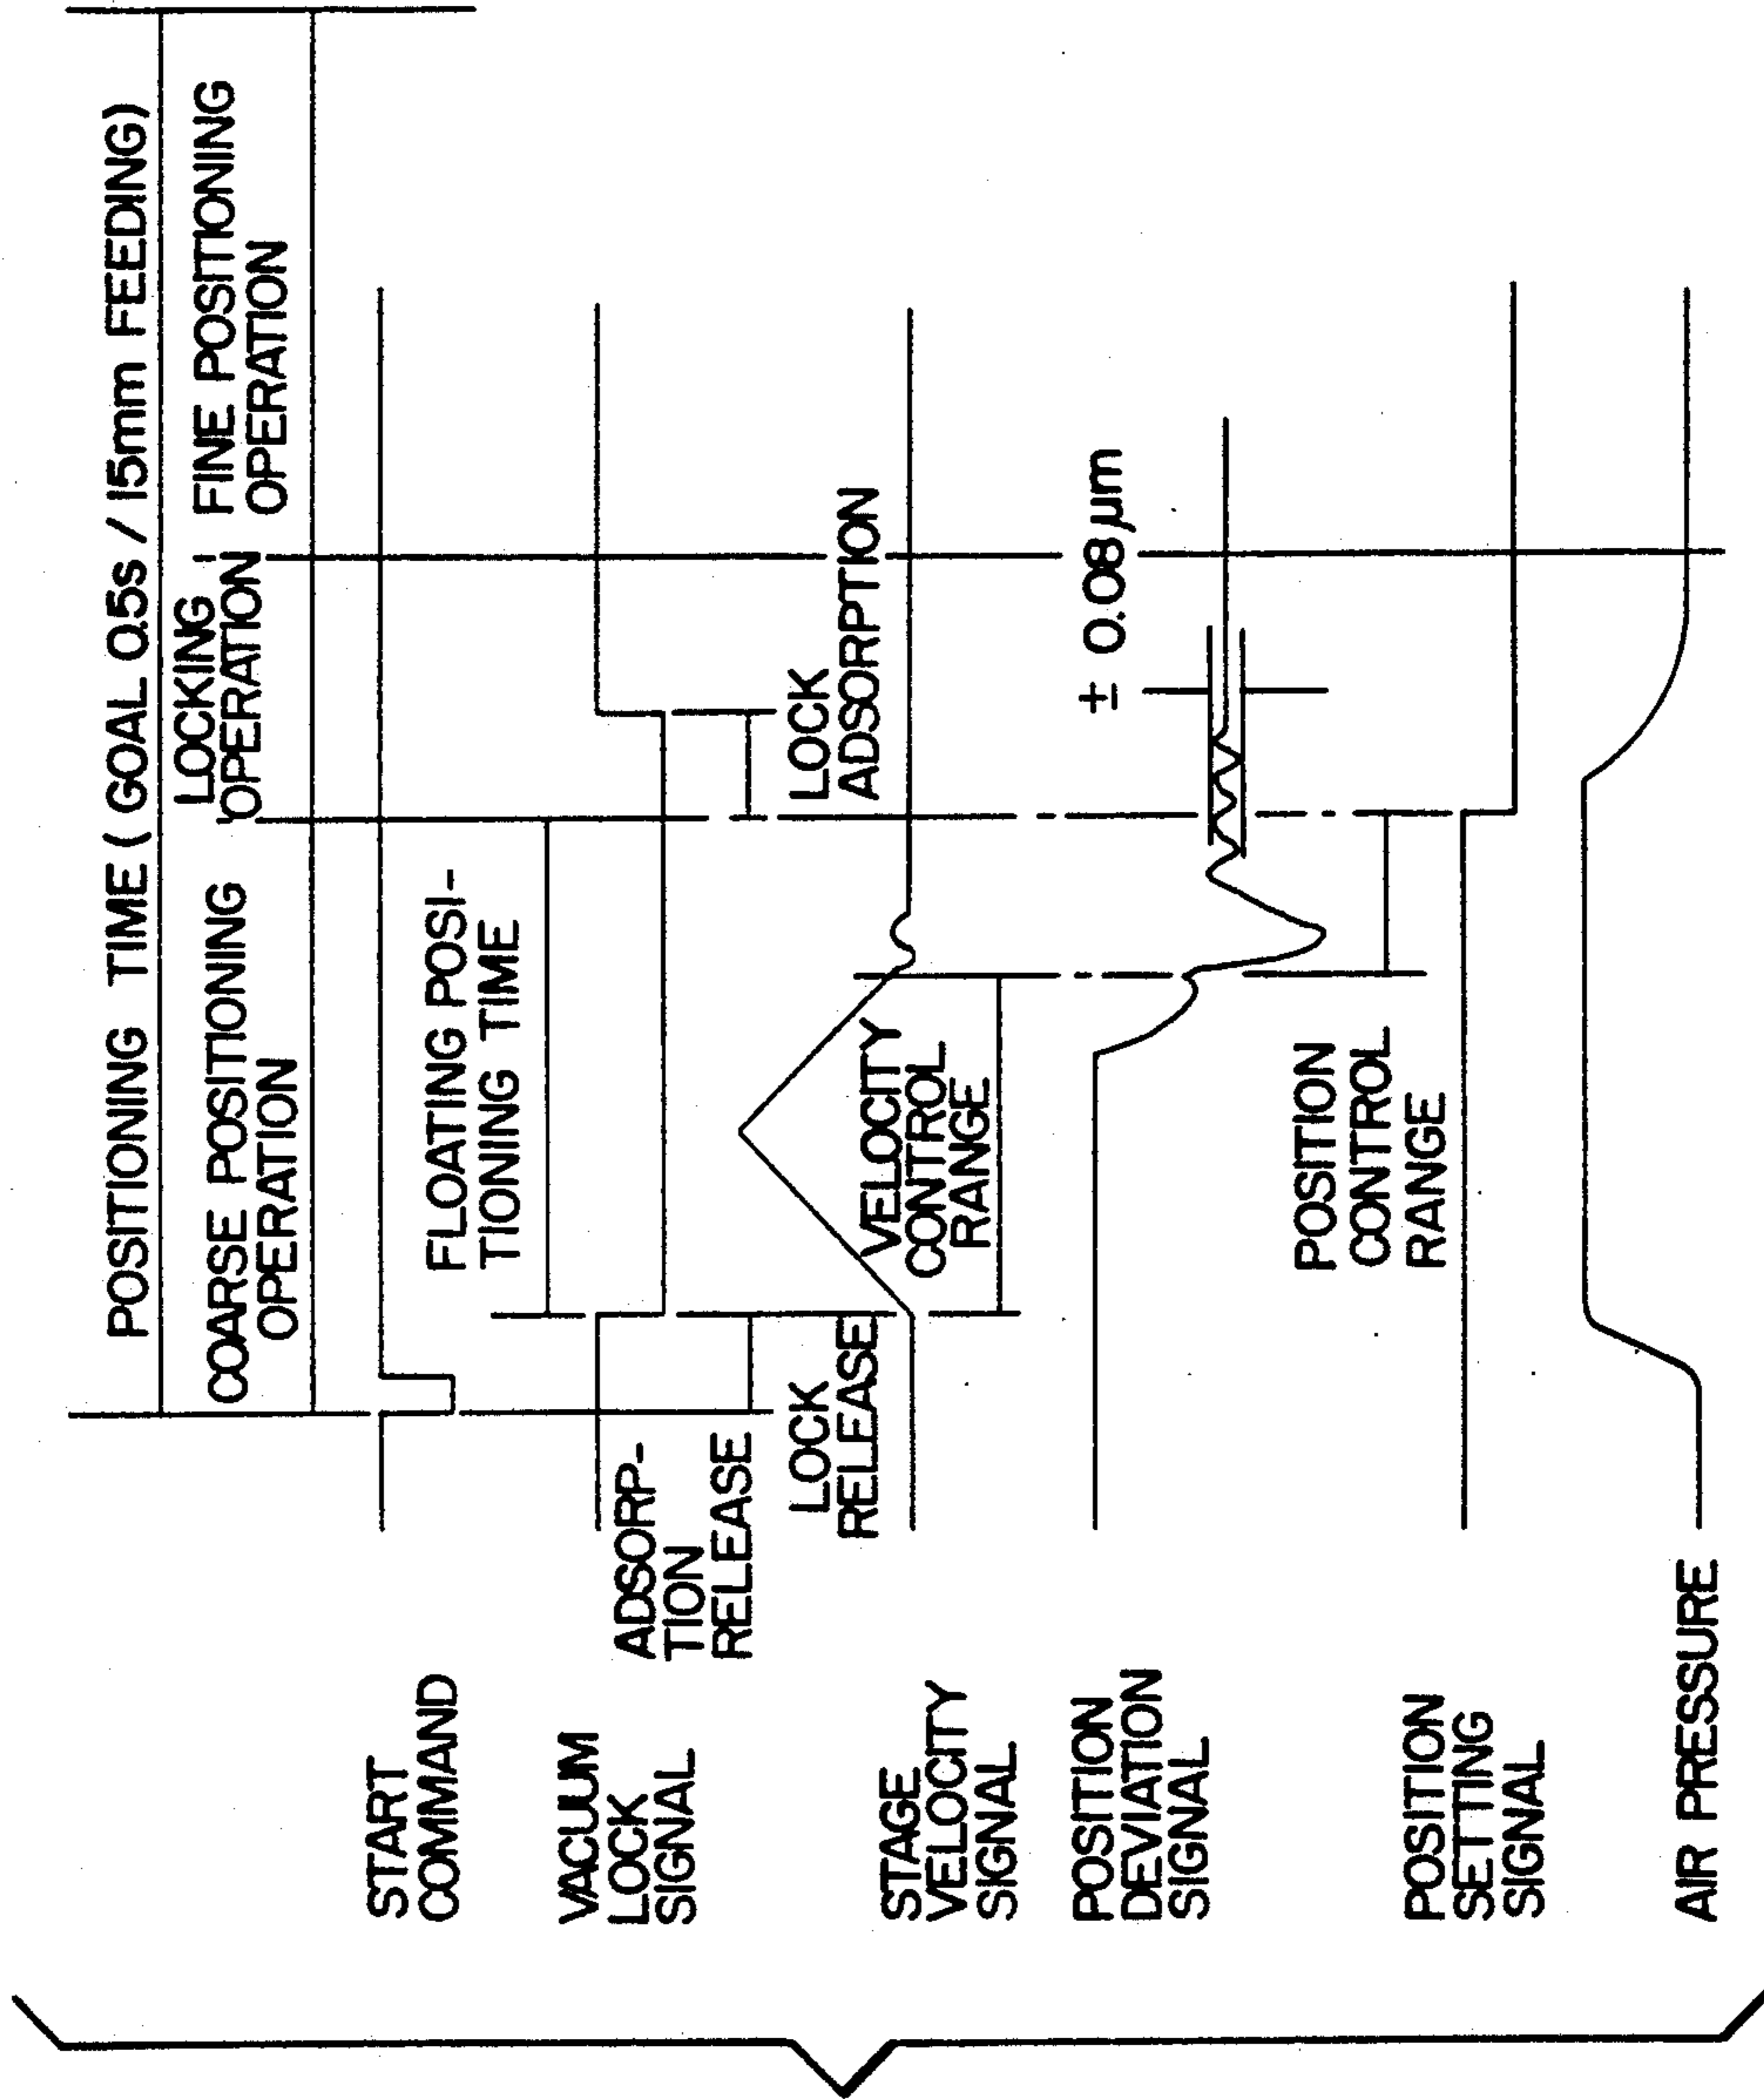 POSITIONING TIME ( GOAL 0.5s / 15mm FEEDING)
COARSE POSITIONING
OPERATION
LOCKING
OPERATION
FINE POSITIONING
OPERATION
START
COMMAND
FLOATING POSI-
TIONING TIME
VACUUM
LOCK
SIGNAL
ADSORP-
TION
RELEASE
LOCK
RELEASE
LOCK
ADSORPTION
STAGE
VELOCITY
SIGNAL
VELOCITY
CONTROL
RANGE
POSITION
DEVIATION
SIGNAL
± 0.08 µm
POSITION
CONTROL
RANGE
POSITION
SETTING
SIGNAL
AIR PRESSURE